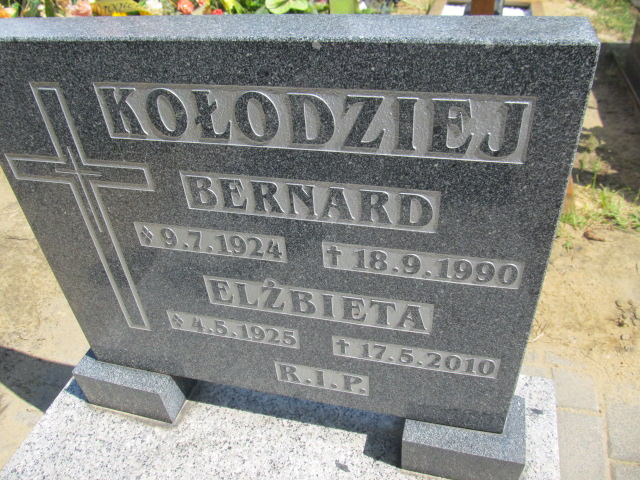 KOŁODZIEJ
BERNARD
9.7.1924 †18.9.1990
ELŻBIETA
4.5.1925 †17.5.2010
R.I.P.